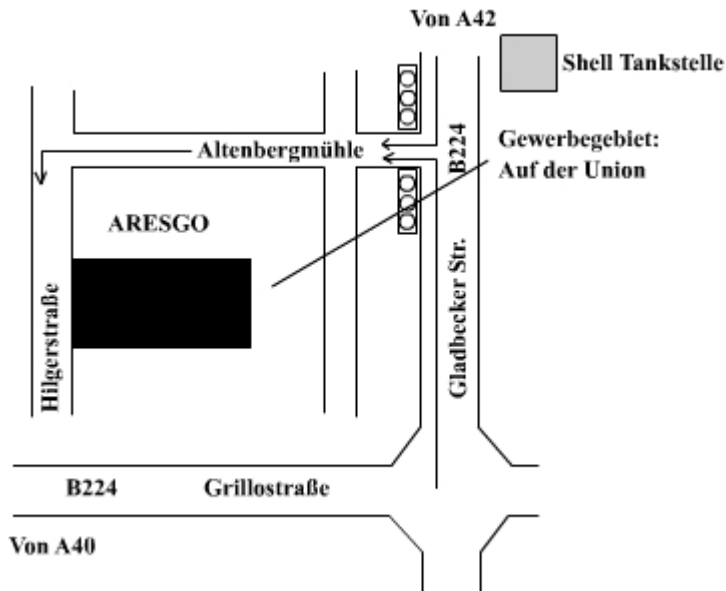 Von A42
Shell Tankstelle
Gewerbegebiet:
Auf der Union
Altenbergmühle
B224
ARESGO
Gladbecker Str.
Hilgerstraße
B224
Grillostraße
Von A40